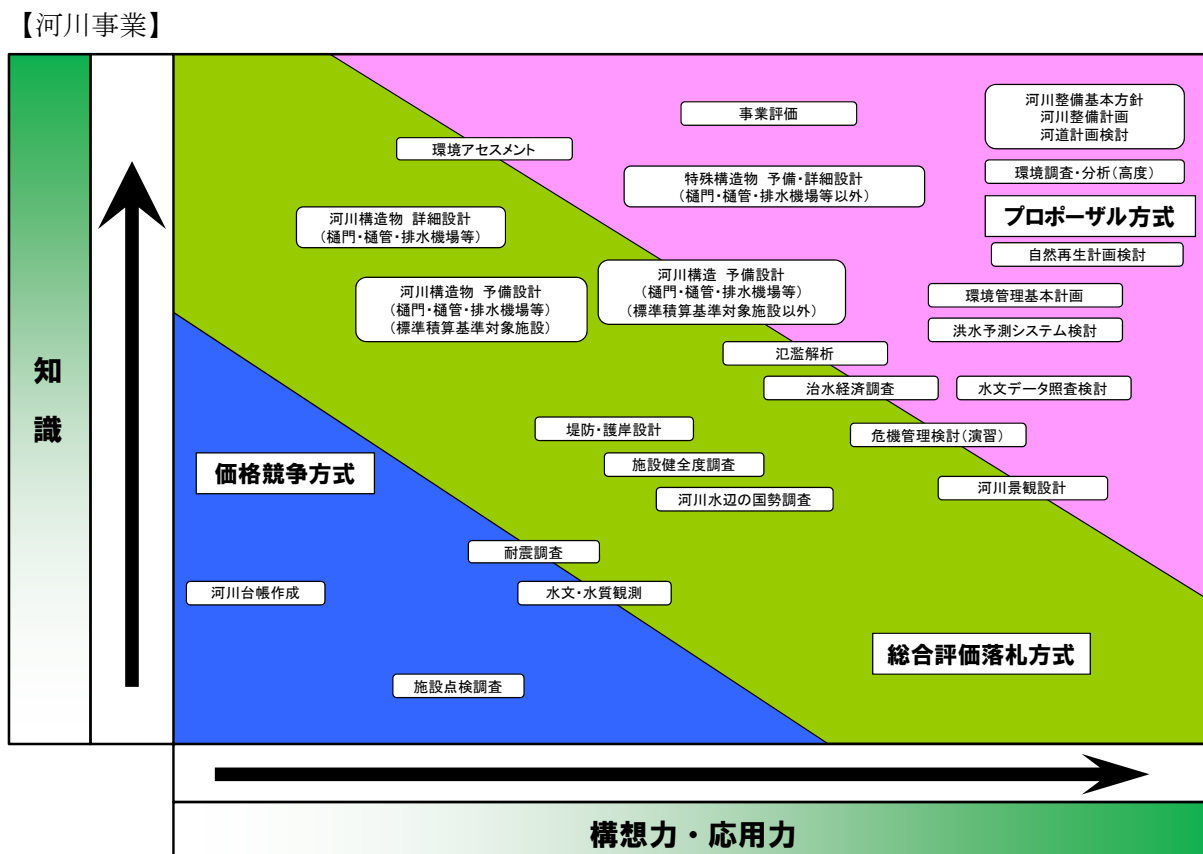 【河川事業】
知
識
事業評価
河川整備基本方針
河川整備計画
河道計画検討
環境アセスメント
環境調査・分析(高度)
特殊構造物 予備・詳細設計
(樋門・樋管・排水機場等以外)
プロポーザル方式
河川構造物 詳細設計
(樋門・樋管・排水機場等)
自然再生計画検討
河川構造物 予備設計
(樋門・樋管・排水機場等)
(標準積算基準対象施設)
河川構造 予備設計
(樋門・樋管・排水機場等)
(標準積算基準対象施設以外)
環境管理基本計画
洪水予測システム検討
氾濫解析
治水経済調査
水文データ照査検討
堤防・護岸設計
危機管理検討(演習)
価格競争方式
施設健全度調査
河川水辺の国勢調査
河川景観設計
耐震調査
河川台帳作成
水文・水質観測
総合評価落札方式
施設点検調査
構想力・応用力